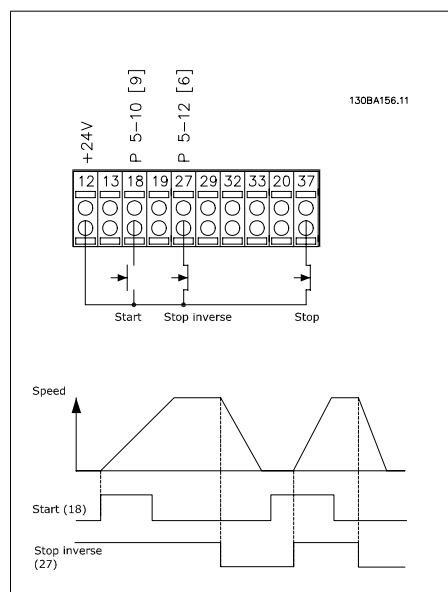 130BA156.11
+24V
P 5-10 [9]
P 5-12 [6]
12 13 18 19 27 29 32 33 20 37
Start Stop inverse Stop
Speed
Start (18)
Stop inverse
(27)